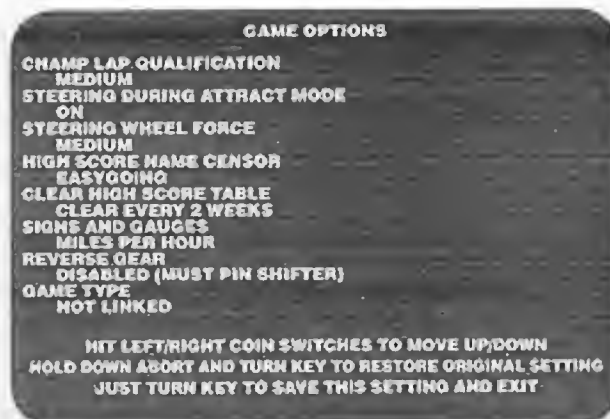 GAME OPTIONS
CHAMP LAP QUALIFICATION
MEDIUM
STEERING DURING ATTRACT MODE
ON
STEERING WHEEL FORCE
MEDIUM
HIGH SCORE NAME CENSOR
EASYGOING
CLEAR HIGH SCORE TABLE
CLEAR EVERY 2 WEEKS
SIGNS AND GAUGES
MILES PER HOUR
REVERSE GEAR
DISABLED (MUST PIN SHIFTER)
GAME TYPE
NOT LINKED
HIT LEFT/RIGHT COIN SWITCHES TO MOVE UP/DOWN
HOLD DOWN ABORT AND TURN KEY TO RESTORE ORIGINAL SETTING
JUST TURN KEY TO SAVE THIS SETTING AND EXIT